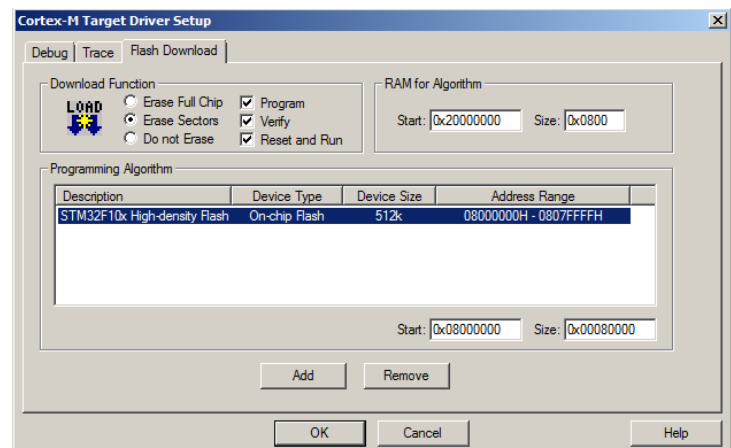 Cortex-M Target Driver Setup
Debug Trace Flash Download
Download Function
LOAD
Erase Full Chip
Erase Sectors
Do not Erase
Program
Verify
Reset and Run
RAM for Algorithm
Start: 0x20000000 Size: 0x0800
Programming Algorithm
Description Device Type Device Size Address Range
STM32F10x High-density Flash On-chip Flash 512k 08000000H - 0807FFFFH
Start: 0x08000000 Size: 0x00080000
Add Remove
OK Cancel Help